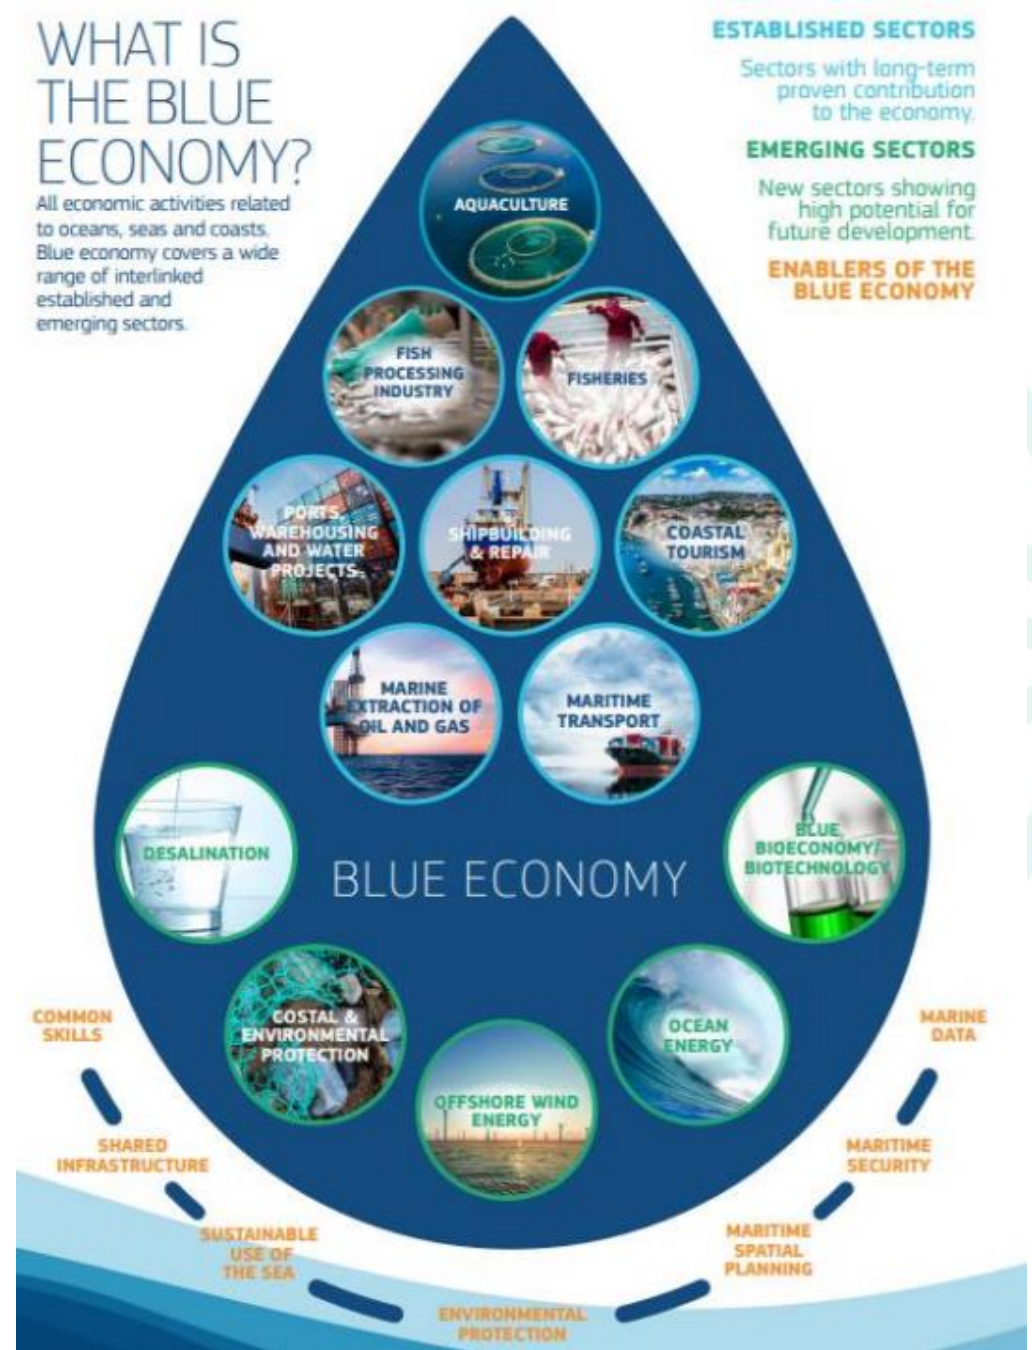 WHAT IS
THE BLUE
ECONOMY?
All economic activities related
to oceans, seas and coasts.
Blue economy covers a wide
range of interlinked
established and
emerging sectors.
ESTABLISHED SECTORS
Sectors with long-term
proven contribution
to the economy.
EMERGING SECTORS
New sectors showing
high potential for
future development.
ENABLERS OF THE
BLUE ECONOMY
AQUACULTURE
FISH
PROCESSING
INDUSTRY
FISHERIES
PORTS,
WAREHOUSING
AND WATER
PROJECTS
SHIPBUILDING
& REPAIR
COASTAL
TOURISM
MARINE
EXTRACTION OF
OIL AND GAS
MARITIME
TRANSPORT
DESALINATION
BLUE ECONOMY
BLUE
BIOECONOMY/
BIOTECHNOLOGY
COSTAL &
ENVIRONMENTAL
PROTECTION
OFFSHORE WIND
ENERGY
OCEAN
ENERGY
COMMON
SKILLS
SHARED
INFRASTRUCTURE
SUSTAINABLE
USE OF
THE SEA
ENVIRONMENTAL
PROTECTION
MARITIME
SPATIAL
PLANNING
MARITIME
SECURITY
MARINE
DATA